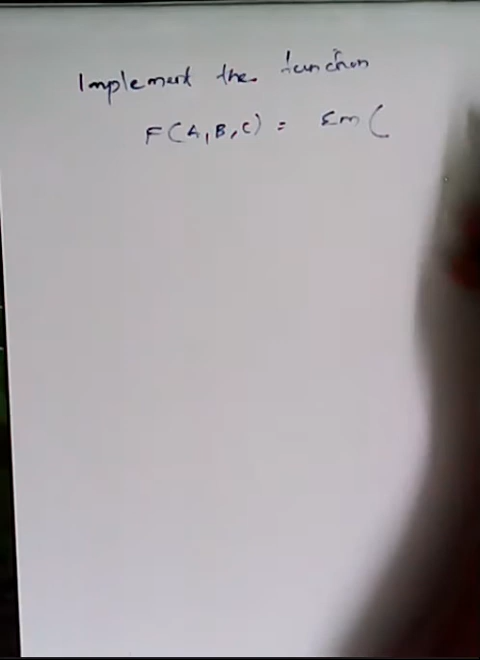 Implement the function
F(A,B,C) = Σm(